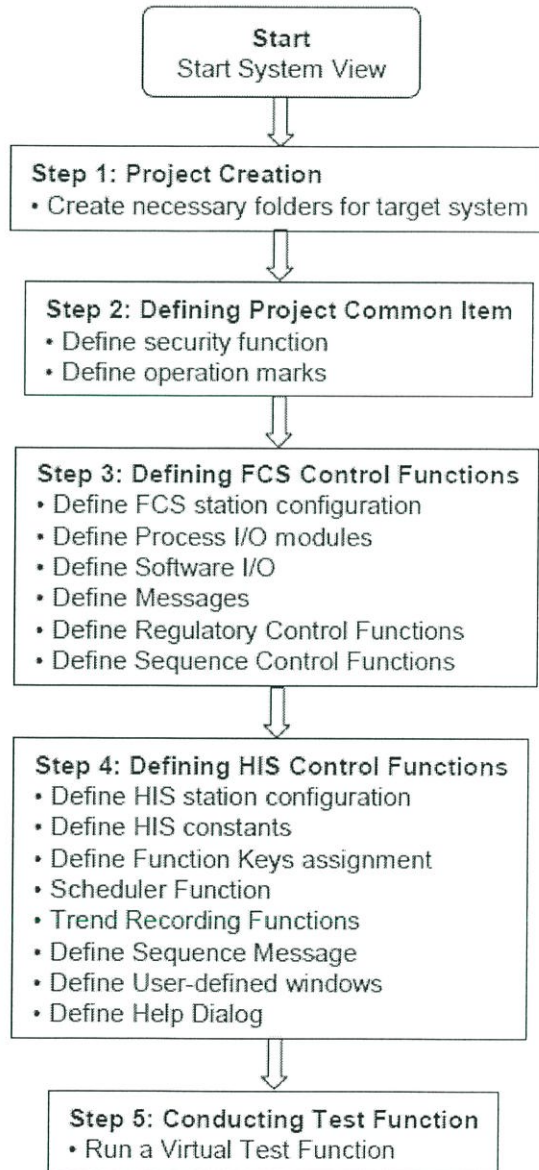 Start
Start System View
Step 1: Project Creation
• Create necessary folders for target system
Step 2: Defining Project Common Item
• Define security function
• Define operation marks
Step 3: Defining FCS Control Functions
• Define FCS station configuration
• Define Process I/O modules
• Define Software I/O
• Define Messages
• Define Regulatory Control Functions
• Define Sequence Control Functions
Step 4: Defining HIS Control Functions
• Define HIS station configuration
• Define HIS constants
• Define Function Keys assignment
• Scheduler Function
• Trend Recording Functions
• Define Sequence Message
• Define User-defined windows
• Define Help Dialog
Step 5: Conducting Test Function
• Run a Virtual Test Function